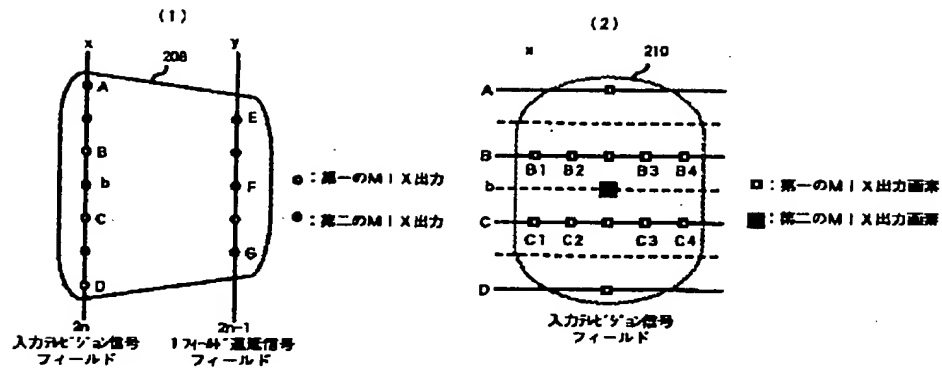 (1)
x
y
208
A
B
b
C
D
E
F
G
○:第一のMIX出力
●:第二のMIX出力
2n
入力テレビジョン信号
フィールド
2n-1
1フィールド遅延信号
フィールド
(2)
x
210
A
B
B1 B2 B3 B4
b
C
C1 C2 C3 C4
D
□:第一のMIX出力画素
■:第二のMIX出力画素
入力テレビジョン信号
フィールド